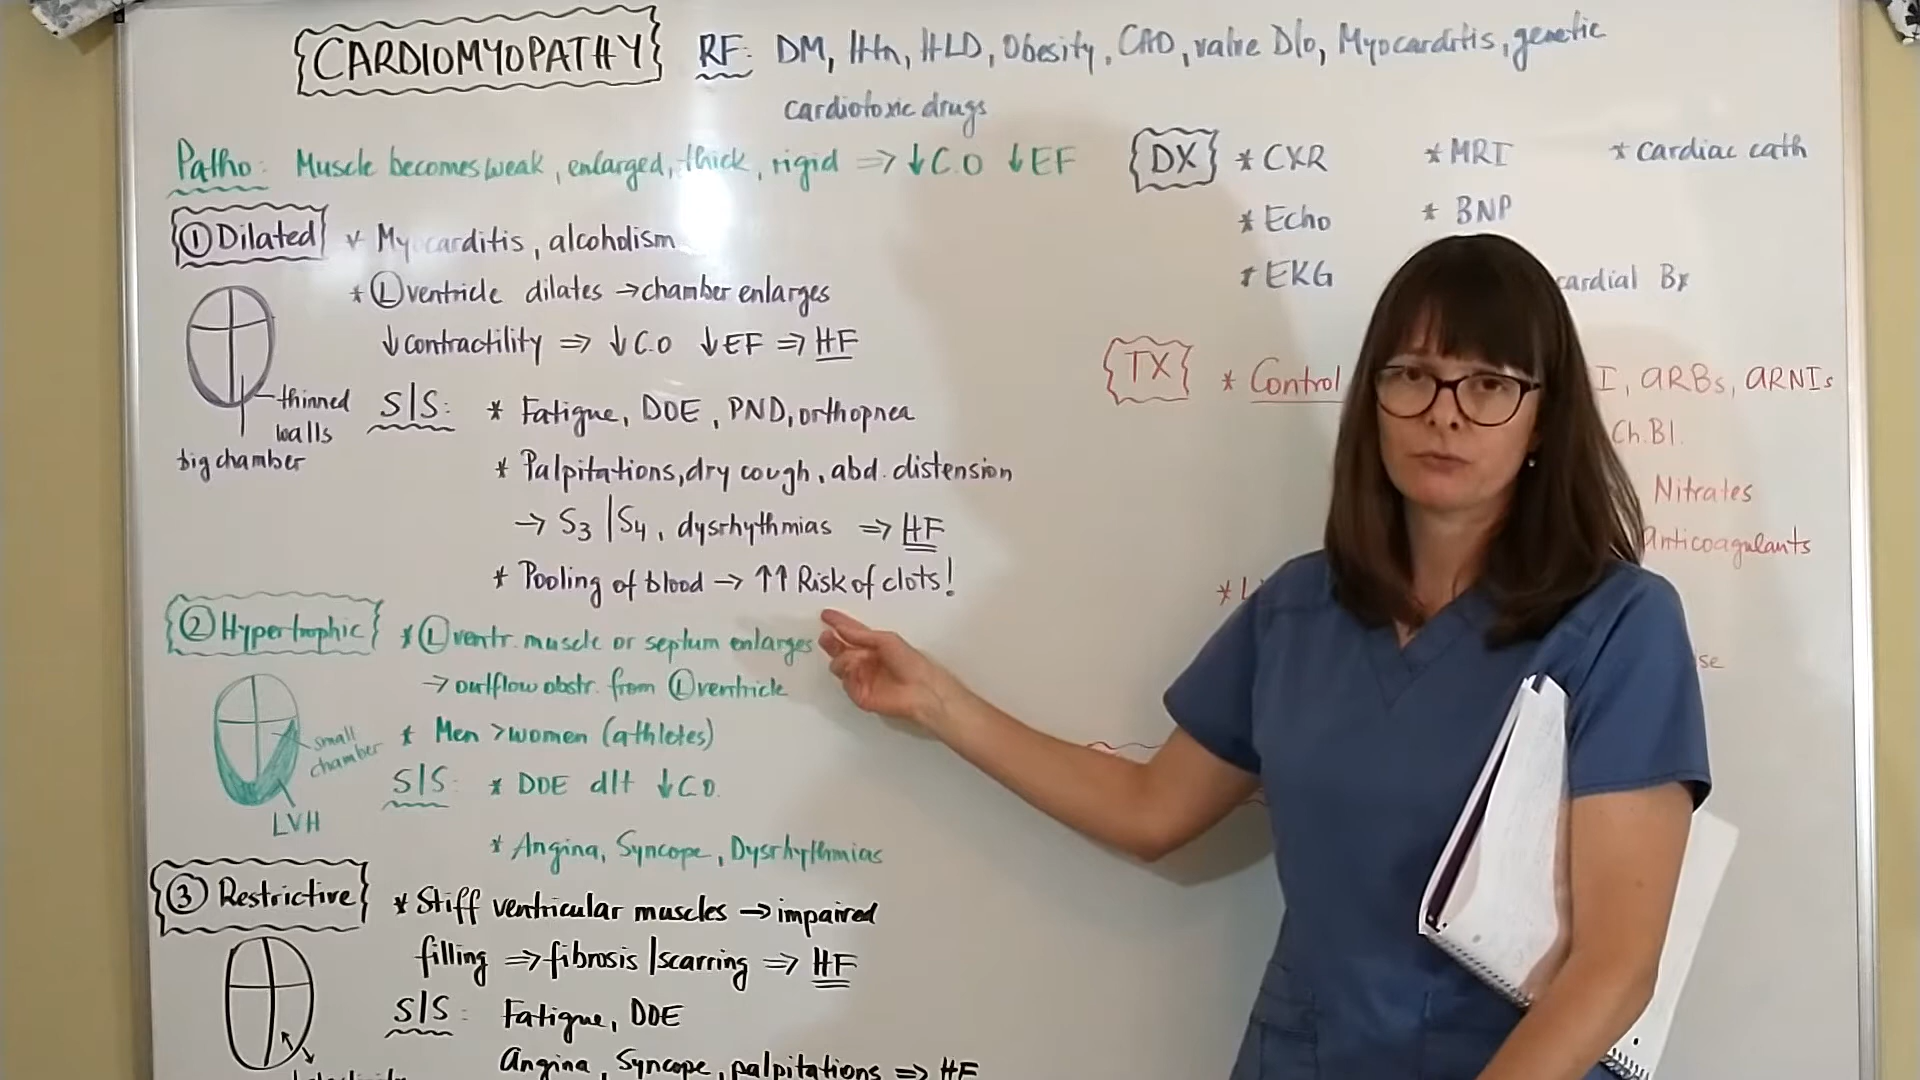 CARDIOMYOPATHY RF: DM, Htn, HLD, Obesity, CAD, valve D/o, Myocarditis, genetic
cardiotoxic drugs
Patho: Muscle becomes weak, enlarged, thick, rigid ⇒ ↓C.O ↓EF
① Dilated * Myocarditis, alcoholism
* Ⓛ ventricle dilates → chamber enlarges
↓contractility ⇒ ↓C.O ↓EF ⇒ HF
thinned walls
big chamber
S/S: * Fatigue, DOE, PND, orthopnea
* Palpitations, dry cough, abd. distension
→ S3 / S4, dysrhythmias ⇒ HF
* Pooling of blood → ↑↑ Risk of clots!
② Hypertrophic * Ⓛ ventr. muscle or septum enlarges
→ outflow obstr. from Ⓛ ventricle
small chamber
LVH
* Men > women (athletes)
S/S: * DOE d/t ↓C.O.
* Angina, Syncope, Dysrhythmias
③ Restrictive * Stiff ventricular muscles → impaired
filling ⇒ fibrosis / scarring ⇒ HF
S/S: Fatigue, DOE
Angina, Syncope, palpitations ⇒ HF
DX * CXR * MRI * Cardiac cath
* Echo * BNP
* EKG cardial Bx
TX * Control I, ARBs, ARNIs
Ch.Bl.
Nitrates
Anticoagulants
* L
se